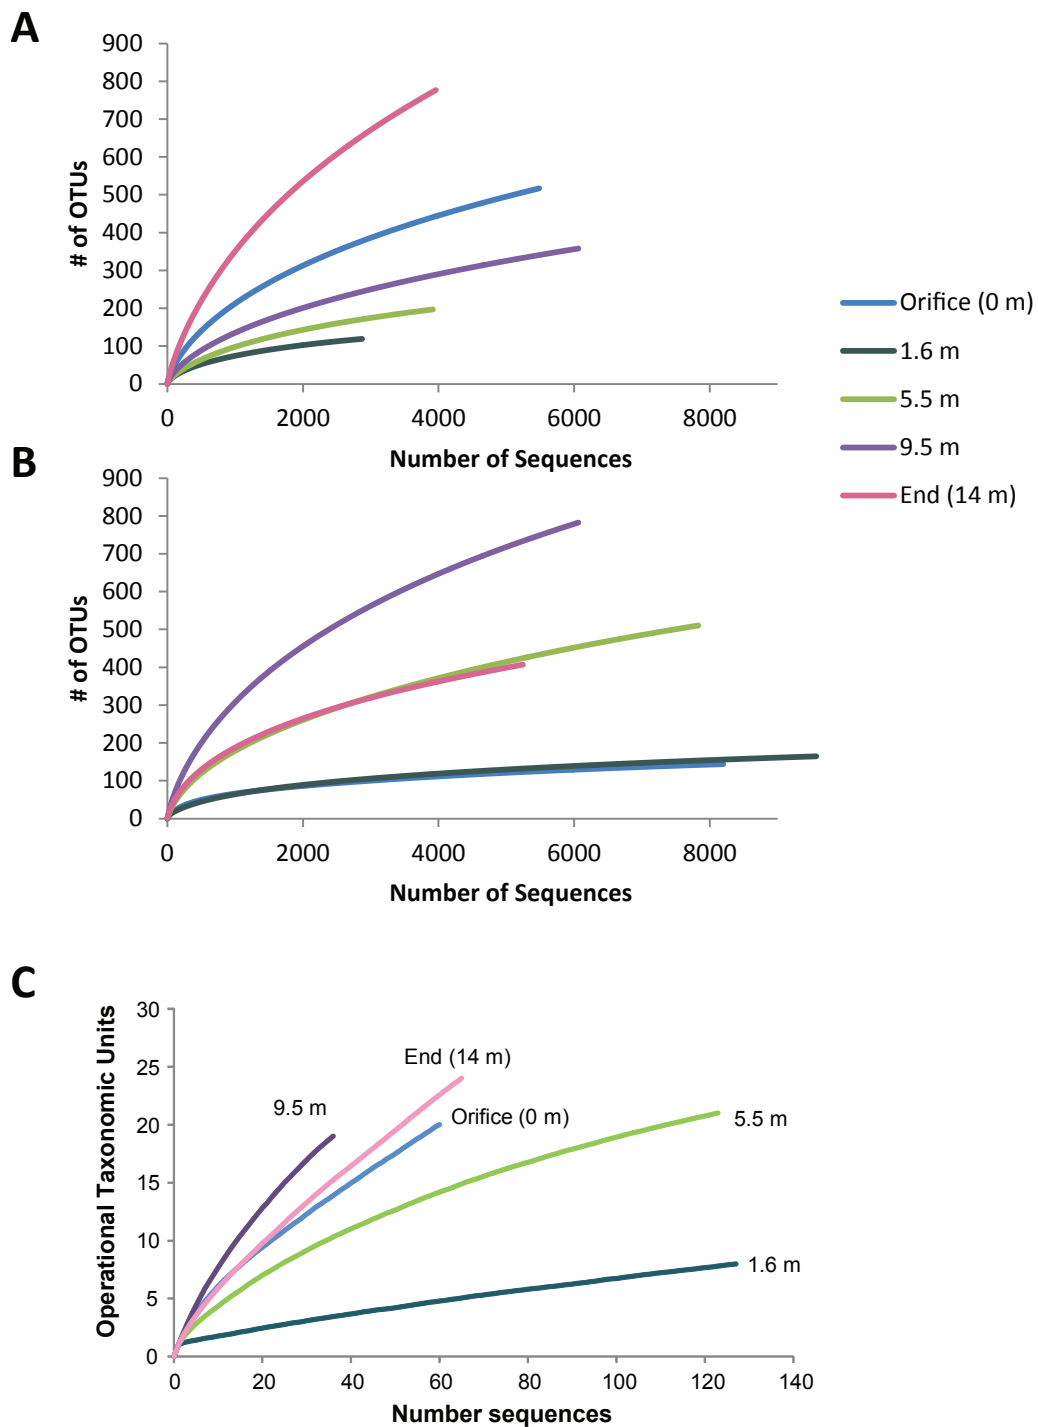 A
900
800
700
600
500
400
300
200
100
0
# of OTUs
0 2000 4000 6000 8000
Number of Sequences
Orifice (0 m)
1.6 m
5.5 m
9.5 m
End (14 m)
B
900
800
700
600
500
400
300
200
100
0
# of OTUs
0 2000 4000 6000 8000
Number of Sequences
C
30
25
20
15
10
5
0
Operational Taxonomic Units
End (14 m)
9.5 m
Orifice (0 m)
5.5 m
1.6 m
0 20 40 60 80 100 120 140
Number sequences